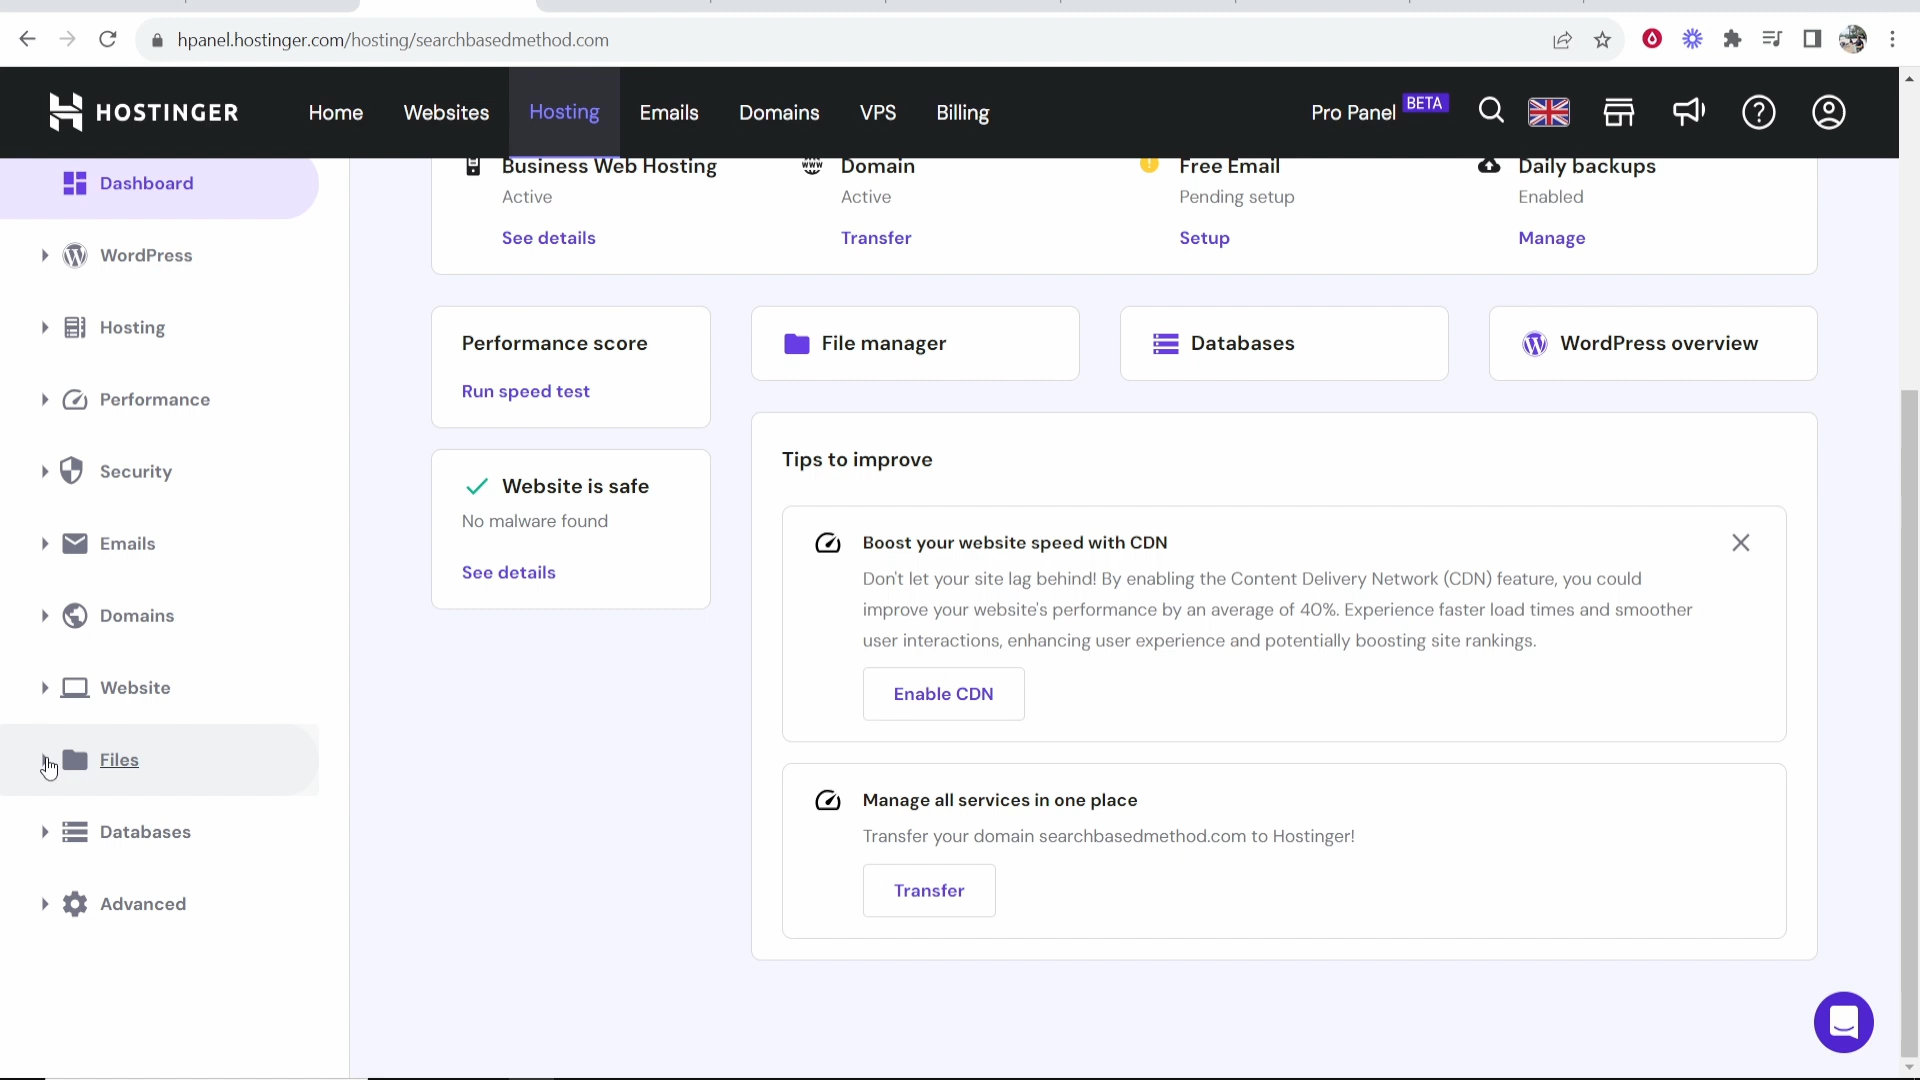 hpanel.hostinger.com/hosting/searchbasedmethod.com
HOSTINGER
Home
Websites
Hosting
Emails
Domains
VPS
Billing
Pro Panel
BETA
Dashboard
WordPress
Hosting
Performance
Security
Emails
Domains
Website
Files
Databases
Advanced
Business Web Hosting
Active
See details
Domain
Active
Transfer
Free Email
Pending setup
Setup
Daily backups
Enabled
Manage
Performance score
Run speed test
File manager
Databases
WordPress overview
Website is safe
No malware found
See details
Tips to improve
Boost your website speed with CDN
Don't let your site lag behind! By enabling the Content Delivery Network (CDN) feature, you could
improve your website's performance by an average of 40%. Experience faster load times and smoother
user interactions, enhancing user experience and potentially boosting site rankings.
Enable CDN
Manage all services in one place
Transfer your domain searchbasedmethod.com to Hostinger!
Transfer